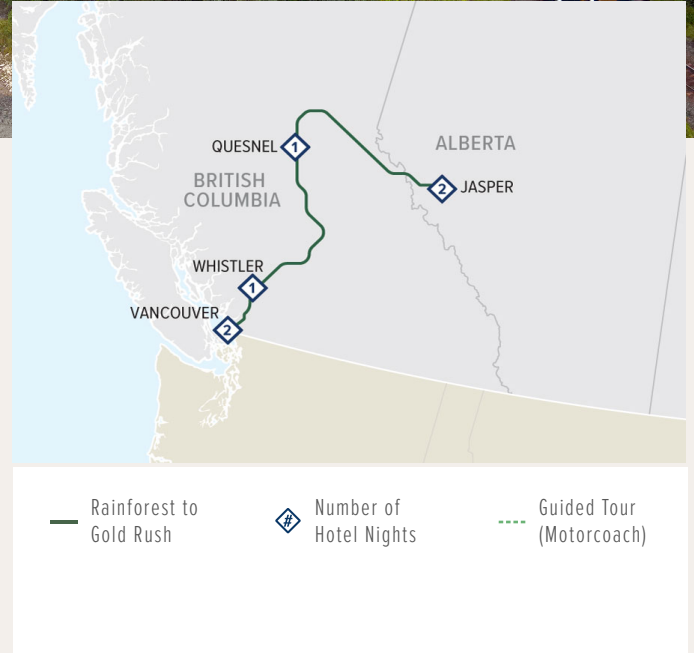 QUESNEL
1
ALBERTA
2
JASPER
BRITISH
COLUMBIA
WHISTLER
1
VANCOUVER
2
Rainforest to
Gold Rush
#
Number of
Hotel Nights
Guided Tour
(Motorcoach)